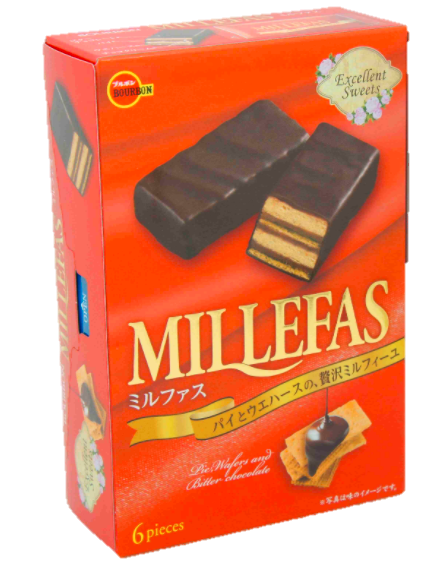 ブルボン
BOURBON
Excellent
Sweets
MILLEFAS
ミルファス
パイとウエハースの、贅沢ミルフィーユ
Pie,Wafers and
Bitter chocolate
6 pieces
※写真は味のイメージです。
MILLEFAS
OPEN